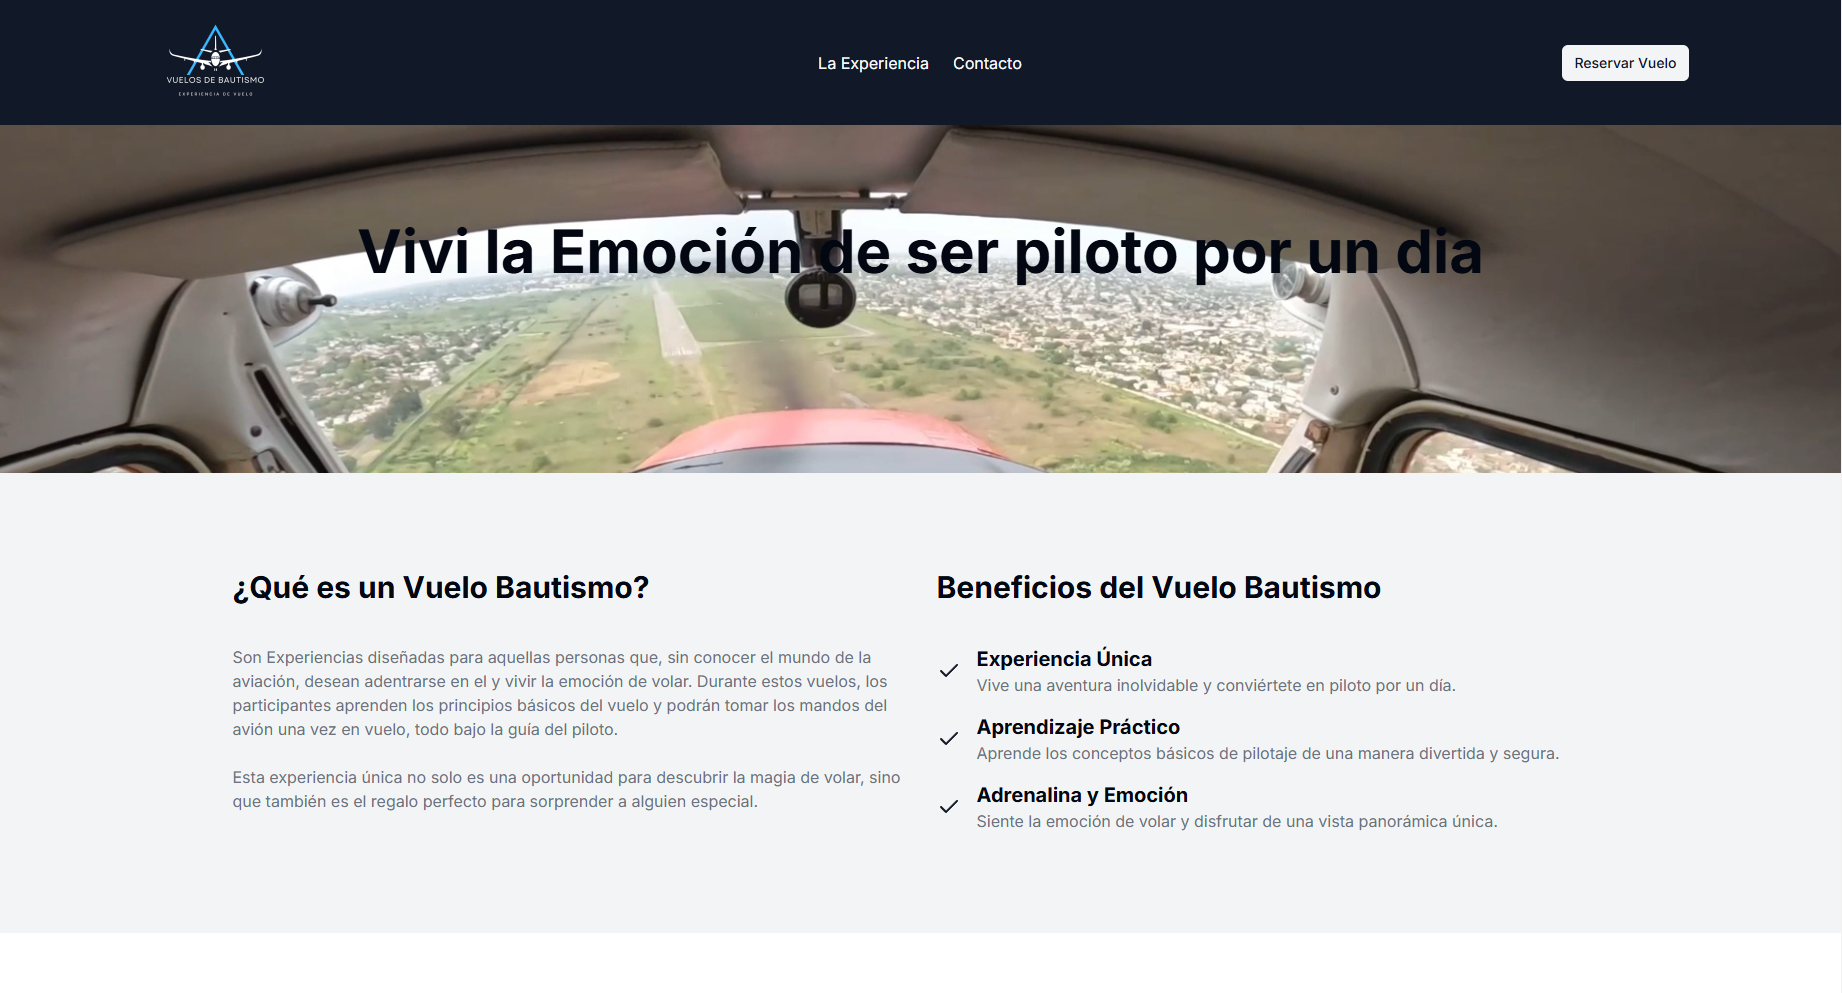 VUELOS DE BAUTISMO
EXPERIENCIA DE VUELO
La Experiencia
Contacto
Reservar Vuelo
Vivi la Emoción de ser piloto por un dia
¿Qué es un Vuelo Bautismo?
Son Experiencias diseñadas para aquellas personas que, sin conocer el mundo de la
aviación, desean adentrarse en el y vivir la emoción de volar. Durante estos vuelos, los
participantes aprenden los principios básicos del vuelo y podrán tomar los mandos del
avión una vez en vuelo, todo bajo la guía del piloto.
Esta experiencia única no solo es una oportunidad para descubrir la magia de volar, sino
que también es el regalo perfecto para sorprender a alguien especial.
Beneficios del Vuelo Bautismo
Experiencia Única
Vive una aventura inolvidable y conviértete en piloto por un día.
Aprendizaje Práctico
Aprende los conceptos básicos de pilotaje de una manera divertida y segura.
Adrenalina y Emoción
Siente la emoción de volar y disfrutar de una vista panorámica única.